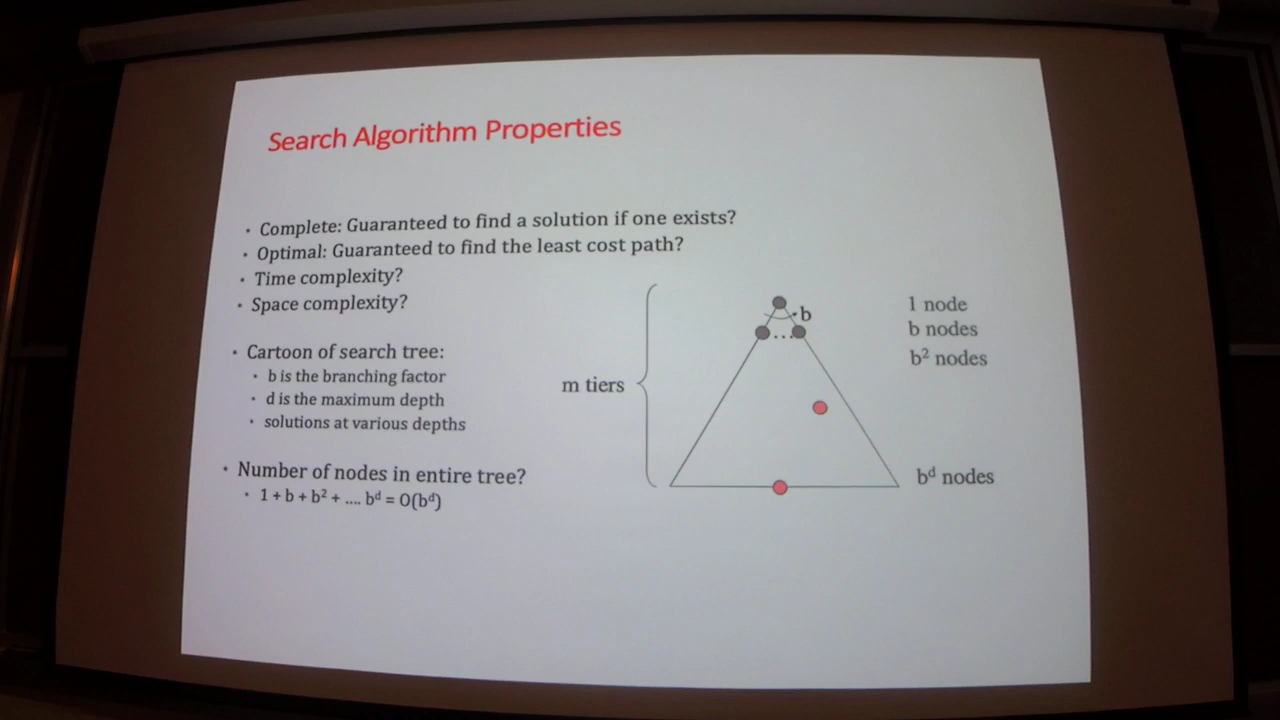 Search Algorithm Properties
• Complete: Guaranteed to find a solution if one exists?
• Optimal: Guaranteed to find the least cost path?
• Time complexity?
• Space complexity?
• Cartoon of search tree:
• b is the branching factor
• d is the maximum depth
• solutions at various depths
• Number of nodes in entire tree?
• 1 + b + b² + .... bᵈ = O(bᵈ)
m tiers
b
...
1 node
b nodes
b² nodes
bᵈ nodes